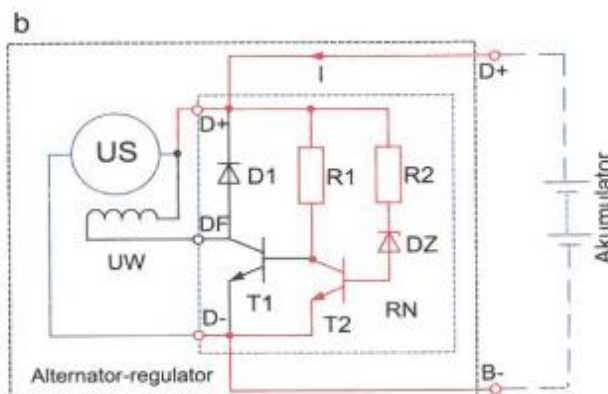 b
I
D+
D+
US
D1
R1
R2
DF
DZ
UW
T1
T2
RN
D-
Alternator-regulator
B-
Akumulator